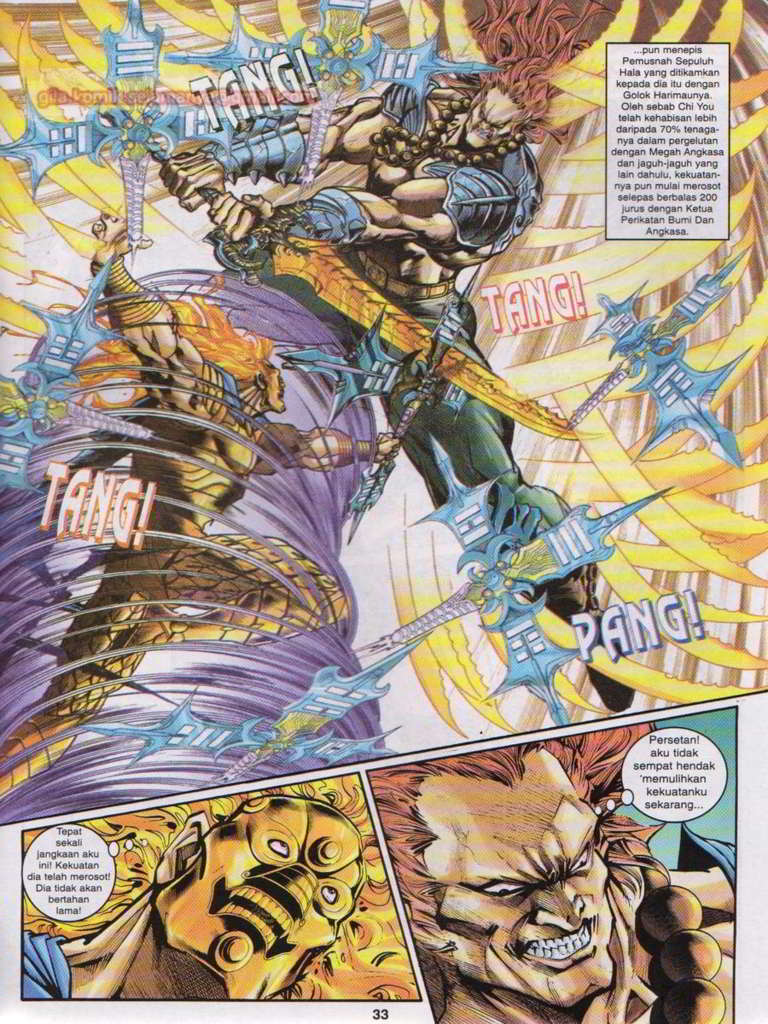 ...pun menepis
Pemusnah Sepuluh
Hala yang ditikamkan
kepada dia itu dengan
Golok Harimaunya.
Oleh sebab Chi You
telah kehabisan lebih
daripada 70% tenaga-
nya dalam pergelutan
dengan Megah Angkasa
dan jaguh-jaguh yang
lain dahulu, kekuatan-
nya pun mulai merosot
selepas berbalas 200
jurus dengan Ketua
Perikatan Bumi Dan
Angkasa.
TANG!
TANG!
TANG!
PANG!
Tepat
sekali
jangkaan aku
ini! Kekuatan
dia telah merosot!
Dia tidak akan
bertahan
lama!
Persetan!
aku tidak
sempat hendak
'memulihkan
kekuatanku
sekarang...
33